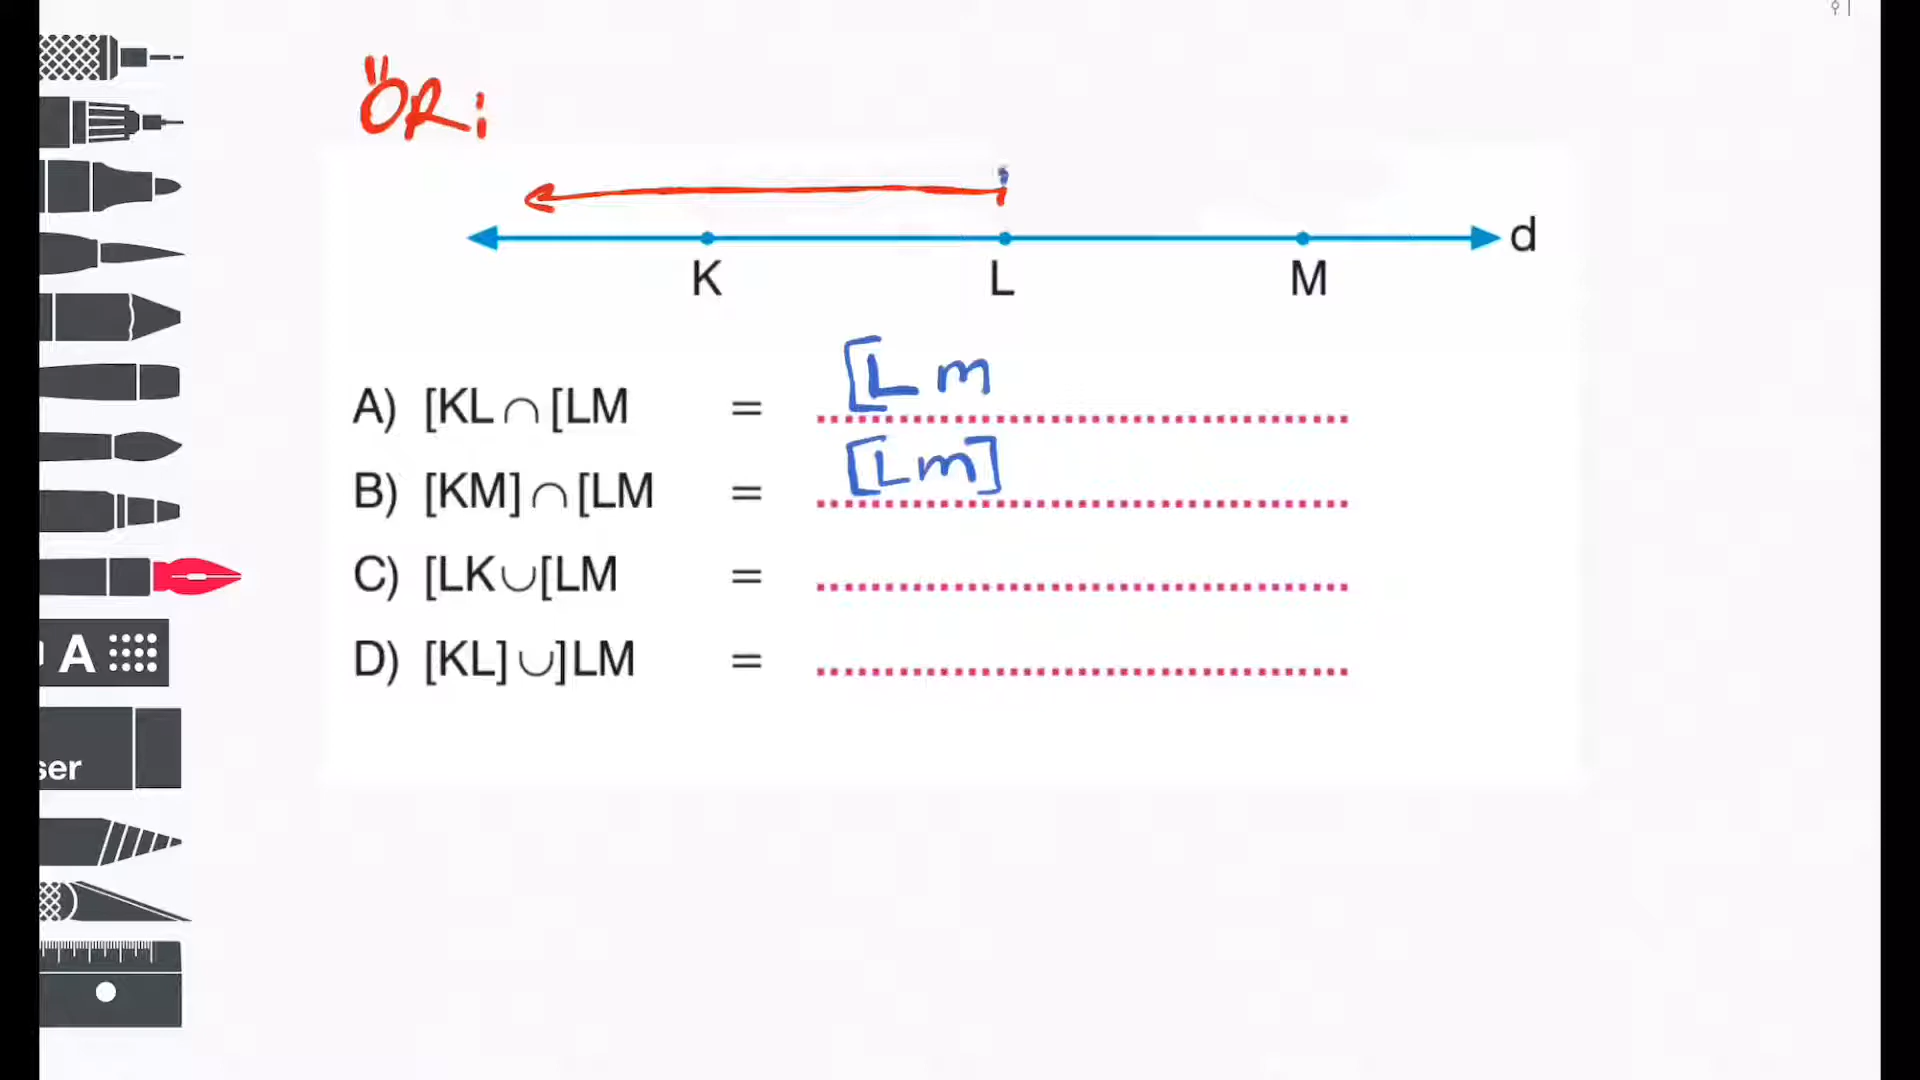 ÖR:
d
K L M
[Lm
A) [KL ∩ [LM = ......................................
[Lm]
B) [KM] ∩ [LM = ......................................
C) [LK ∪ [LM = ......................................
D) [KL] ∪ ]LM = ......................................
A
ser